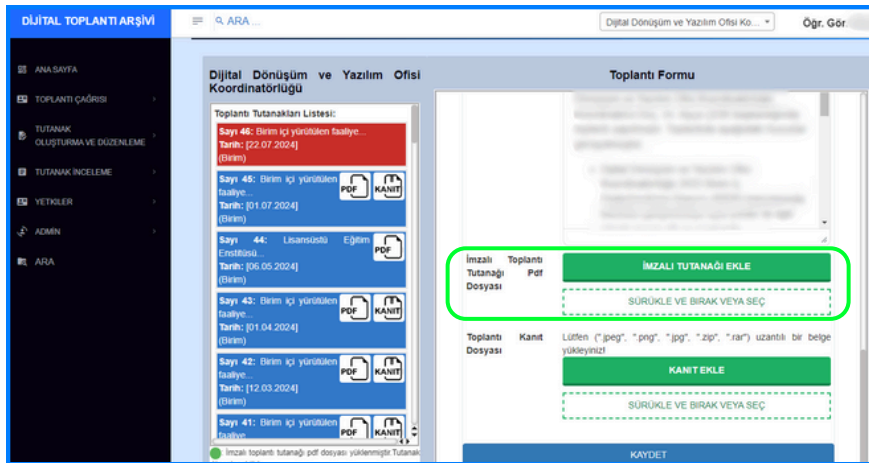 DİJİTAL TOPLANTI ARŞİVİ
ARA ...
Dijital Dönüşüm ve Yazılım Ofisi Ko...
Öğr. Gör.
ANA SAYFA
TOPLANTI ÇAĞRISI
TUTANAK
OLUŞTURMA VE DÜZENLEME
TUTANAK İNCELEME
YETKİLER
ADMİN
ARA
Dijital Dönüşüm ve Yazılım Ofisi
Koordinatörlüğü
Toplantı Tutanakları Listesi:
Sayı 46: Birim içi yürütülen faaliye...
Tarih: [22.07.2024]
(Birim)
Sayı 45: Birim içi yürütülen
faaliye...
Tarih: [01.07.2024]
(Birim)
PDF KANIT
Sayı 44: Lisansüstü Eğitim
Enstitüsü...
Tarih: [06.05.2024]
(Birim)
PDF
Sayı 43: Birim içi yürütülen
faaliye...
Tarih: [01.04.2024]
(Birim)
PDF KANIT
Sayı 42: Birim içi yürütülen
faaliye...
Tarih: [12.03.2024]
(Birim)
PDF KANIT
Sayı 41: Birim içi yürütülen
faaliye...
PDF KANIT
İmzalı toplantı tutanağı pdf dosyası yüklenmiştir.Tutanak
Toplantı Formu
İmzalı Toplantı
Tutanağı Pdf
Dosyası
İMZALI TUTANAĞI EKLE
SÜRÜKLE VE BIRAK VEYA SEÇ
Toplantı Kanıt
Dosyası
Lütfen (".jpeg", ".png", ".jpg", ".zip", ".rar") uzantılı bir belge
yükleyiniz!
KANIT EKLE
SÜRÜKLE VE BIRAK VEYA SEÇ
KAYDET